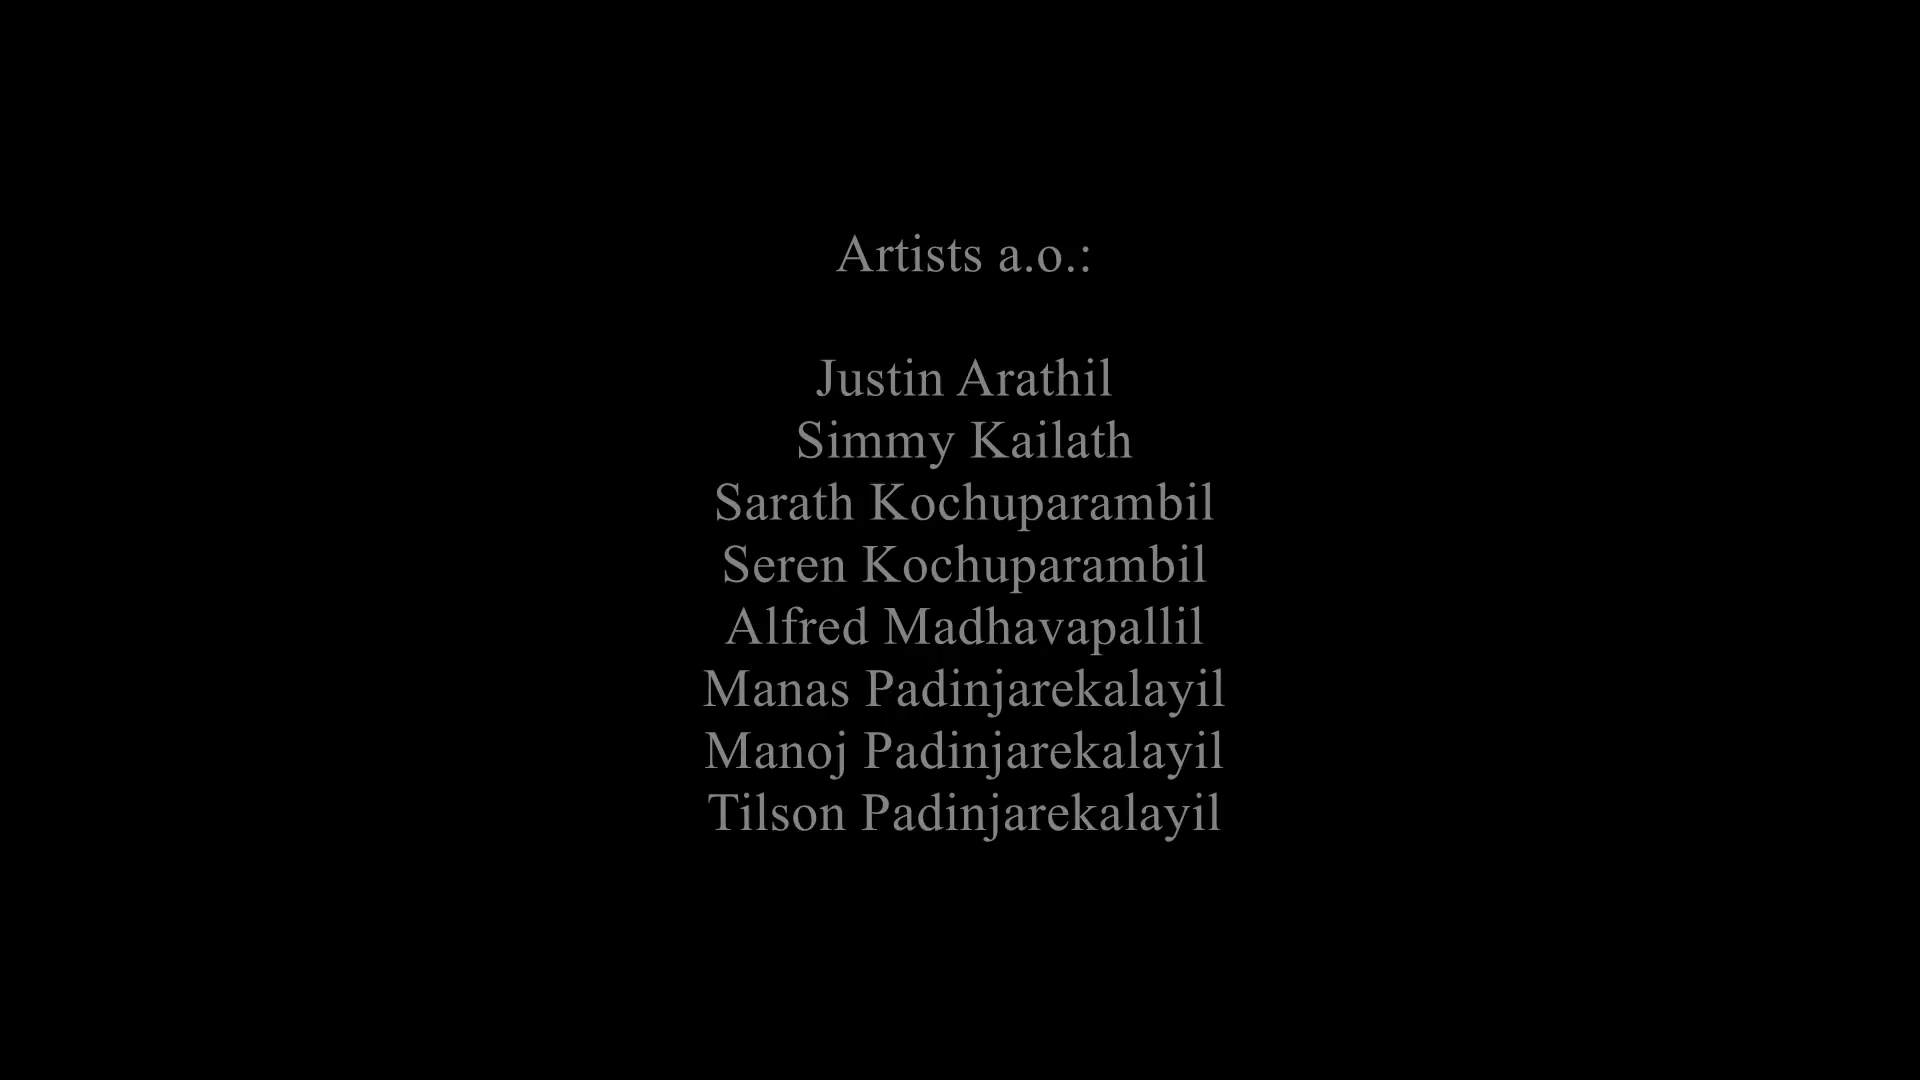 Artists a.o.:
Justin Arathil
Simmy Kailath
Sarath Kochuparambil
Seren Kochuparambil
Alfred Madhavapallil
Manas Padinjarekalayil
Manoj Padinjarekalayil
Tilson Padinjarekalayil